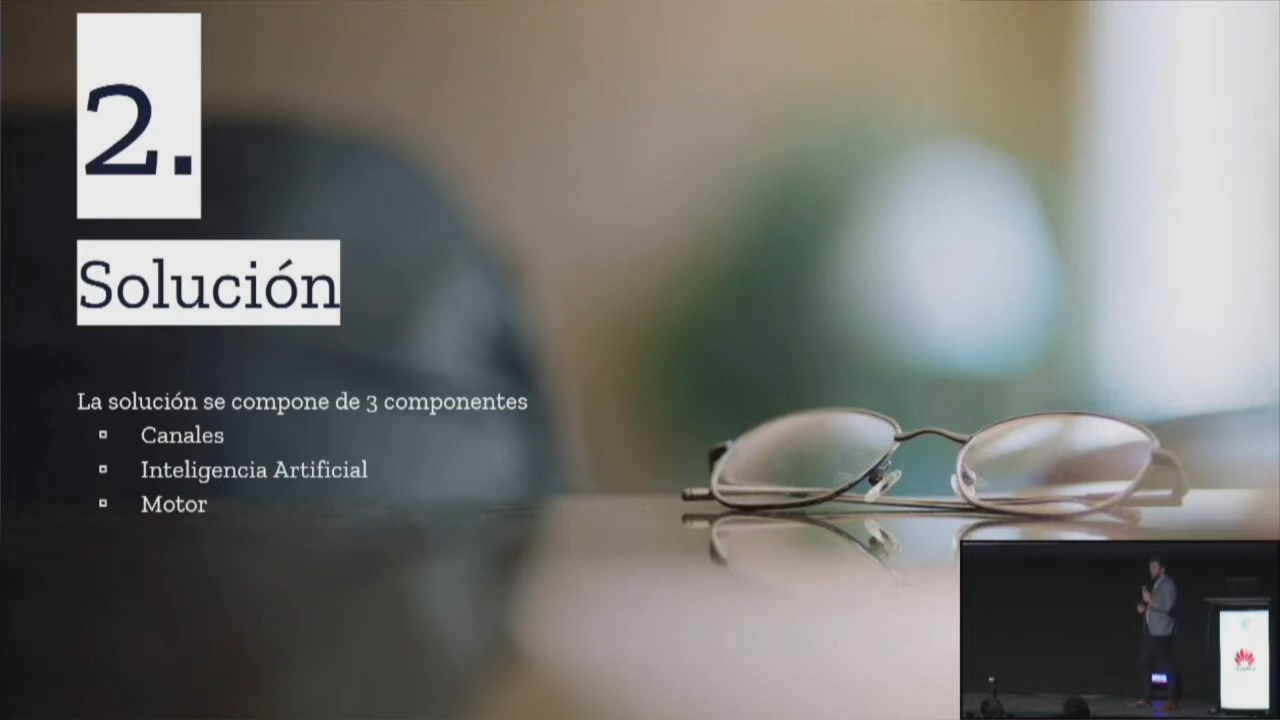 2.
Solución
La solución se compone de 3 componentes
Canales
Inteligencia Artificial
Motor